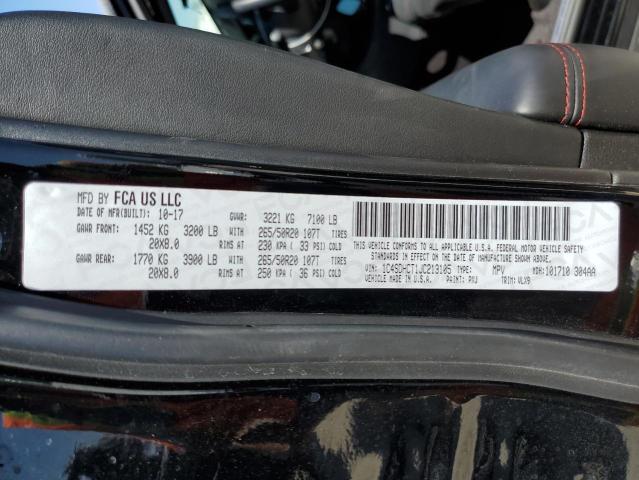 MFD BY FCA US LLC
DATE OF MFR(BUILT): 10-17 GVWR: 3221 KG 7100 LB
GAWR FRONT: 1452 KG 3200 LB WITH 265/50R20 107T TIRES
20X8.0 RIMS AT 230 KPA ( 33 PSI) COLD
GAWR REAR: 1770 KG 3900 LB WITH 265/50R20 107T TIRES
20X8.0 RIMS AT 250 KPA ( 36 PSI) COLD
THIS VEHICLE CONFORMS TO ALL APPLICABLE U.S.A. FEDERAL MOTOR VEHICLE SAFETY
STANDARDS IN EFFECT ON THE DATE OF MANUFACTURE SHOWN ABOVE.
VIN: 1C4SDHCT1JC213105 TYPE: MPV MDH: 101710 304AA
VEHICLE MADE IN U.S.A. PAINT: PXJ TRIM: VLX9